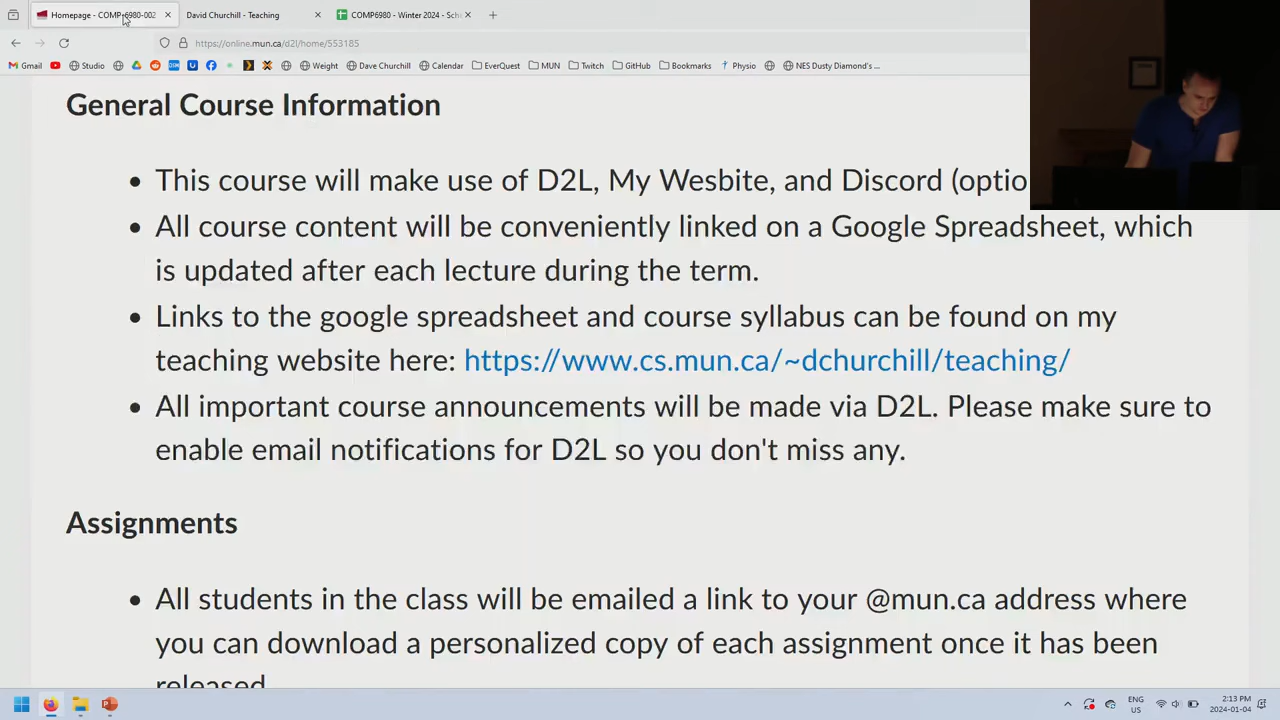 Homepage - COMP-6980-002
David Churchill - Teaching
COMP6980 - Winter 2024 - Sch
https://online.mun.ca/d2l/home/553185
Gmail
Studio
Weight
Dave Churchill
Calendar
EverQuest
MUN
Twitch
GitHub
Bookmarks
Physio
NES Dusty Diamond's ...
General Course Information
• This course will make use of D2L, My Wesbite, and Discord (optio
• All course content will be conveniently linked on a Google Spreadsheet, which
is updated after each lecture during the term.
• Links to the google spreadsheet and course syllabus can be found on my
teaching website here: https://www.cs.mun.ca/~dchurchill/teaching/
• All important course announcements will be made via D2L. Please make sure to
enable email notifications for D2L so you don't miss any.
Assignments
• All students in the class will be emailed a link to your @mun.ca address where
you can download a personalized copy of each assignment once it has been
released
ENG
US
2:13 PM
2024-01-04